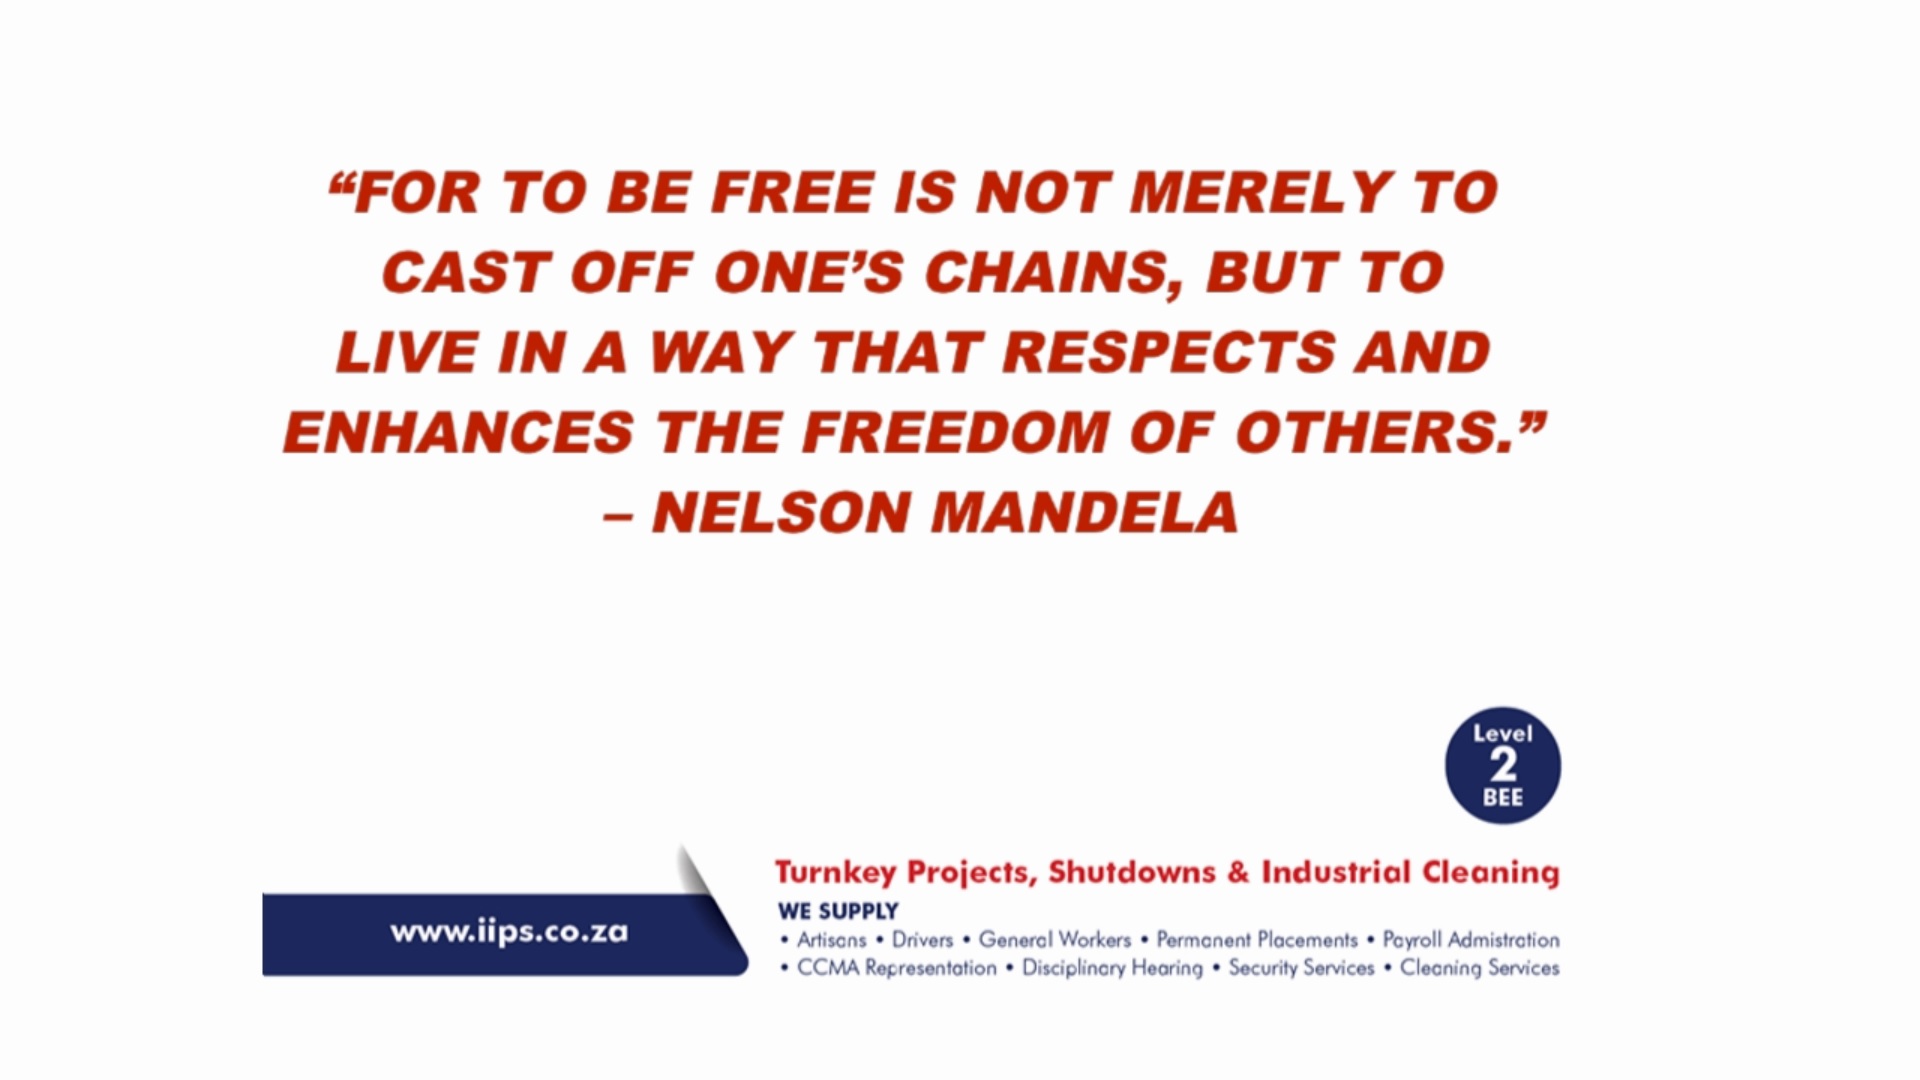 “FOR TO BE FREE IS NOT MERELY TO
CAST OFF ONE’S CHAINS, BUT TO
LIVE IN A WAY THAT RESPECTS AND
ENHANCES THE FREEDOM OF OTHERS.”
– NELSON MANDELA
Level
2
BEE
Turnkey Projects, Shutdowns & Industrial Cleaning
WE SUPPLY
• Artisans • Drivers • General Workers • Permanent Placements • Payroll Admistration
• CCMA Representation • Disciplinary Hearing • Security Services • Cleaning Services
www.iips.co.za